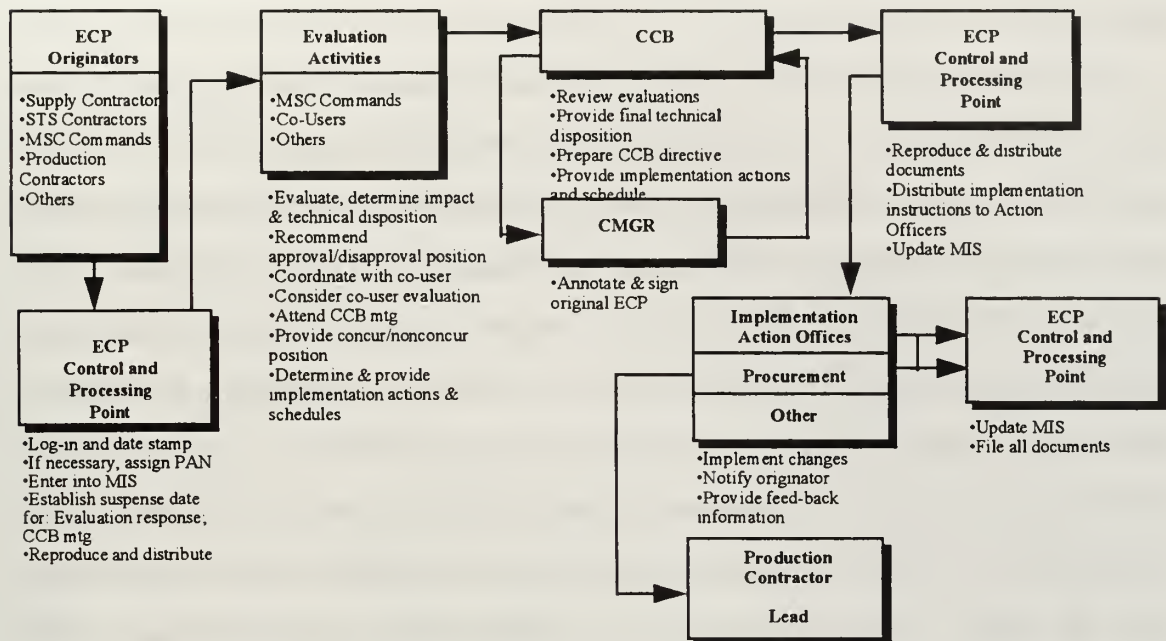 ECP
Originators
•Supply Contractor
•STS Contractors
•MSC Commands
•Production
Contractors
•Others
ECP
Control and
Processing
Point
•Log-in and date stamp
•If necessary, assign PAN
•Enter into MIS
•Establish suspense date
for: Evaluation response;
CCB mtg
•Reproduce and distribute
Evaluation
Activities
•MSC Commands
•Co-Users
•Others
•Evaluate, determine impact
& technical disposition
•Recommend
approval/disapproval position
•Coordinate with co-user
•Consider co-user evaluation
•Attend CCB mtg
•Provide concur/nonconcur
position
•Determine & provide
implementation actions &
schedules
CCB
•Review evaluations
•Provide final technical
disposition
•Prepare CCB directive
•Provide implementation actions
and schedule
CMGR
•Annotate & sign
original ECP
ECP
Control and
Processing
Point
•Reproduce & distribute
documents
•Distribute implementation
instructions to Action
Officers
•Update MIS
Implementation
Action Offices
Procurement
Other
•Implement changes
•Notify originator
•Provide feed-back
information
ECP
Control and
Processing
Point
•Update MIS
•File all documents
Production
Contractor
Lead